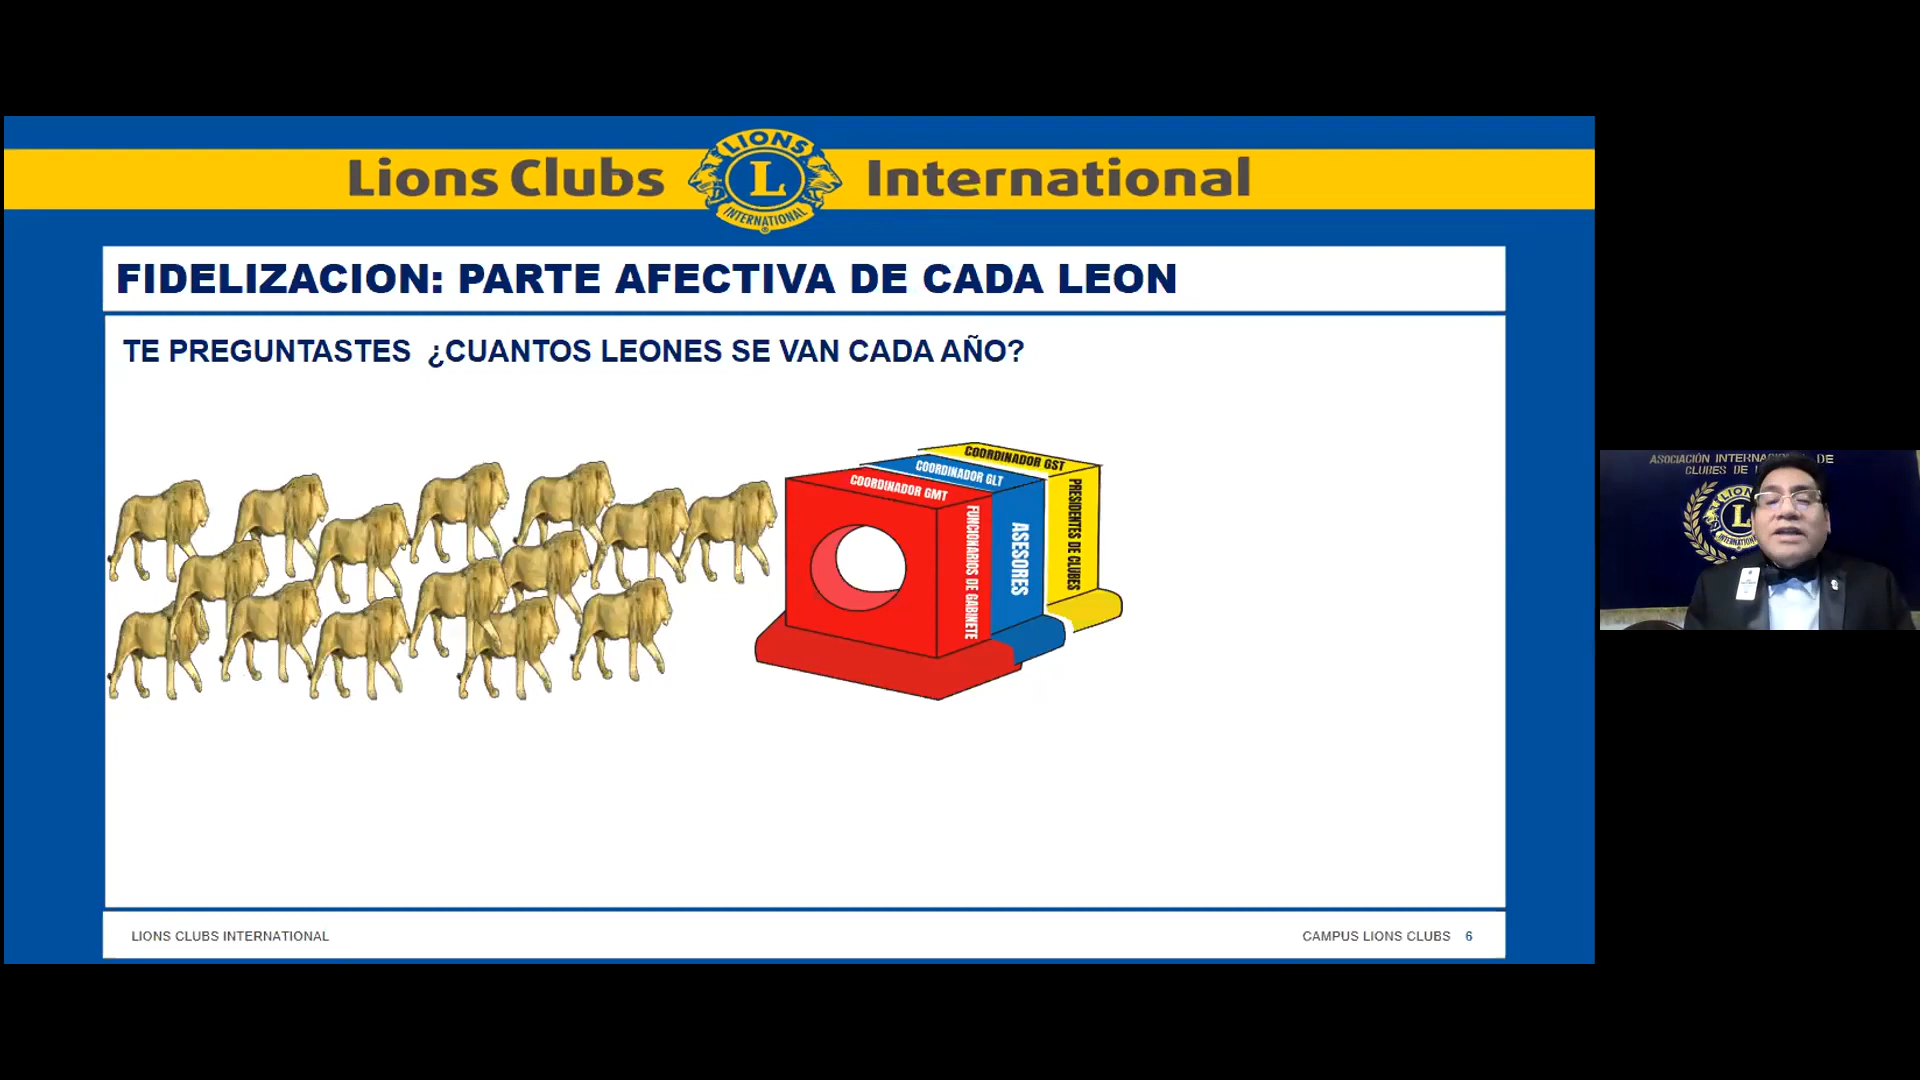 Lions Clubs International
LIONS
L
INTERNATIONAL
®
FIDELIZACION: PARTE AFECTIVA DE CADA LEON
TE PREGUNTASTES ¿CUANTOS LEONES SE VAN CADA AÑO?
COORDINADOR GST
COORDINADOR GLT
COORDINADOR GMT
FUNCIONARIOS DE GABINETE
ASESORES
PRESIDENTES DE CLUBES
ASOCIACIÓN INTERNACIONAL DE
CLUBES DE
L
LIONS CLUBS INTERNATIONAL
CAMPUS LIONS CLUBS 6